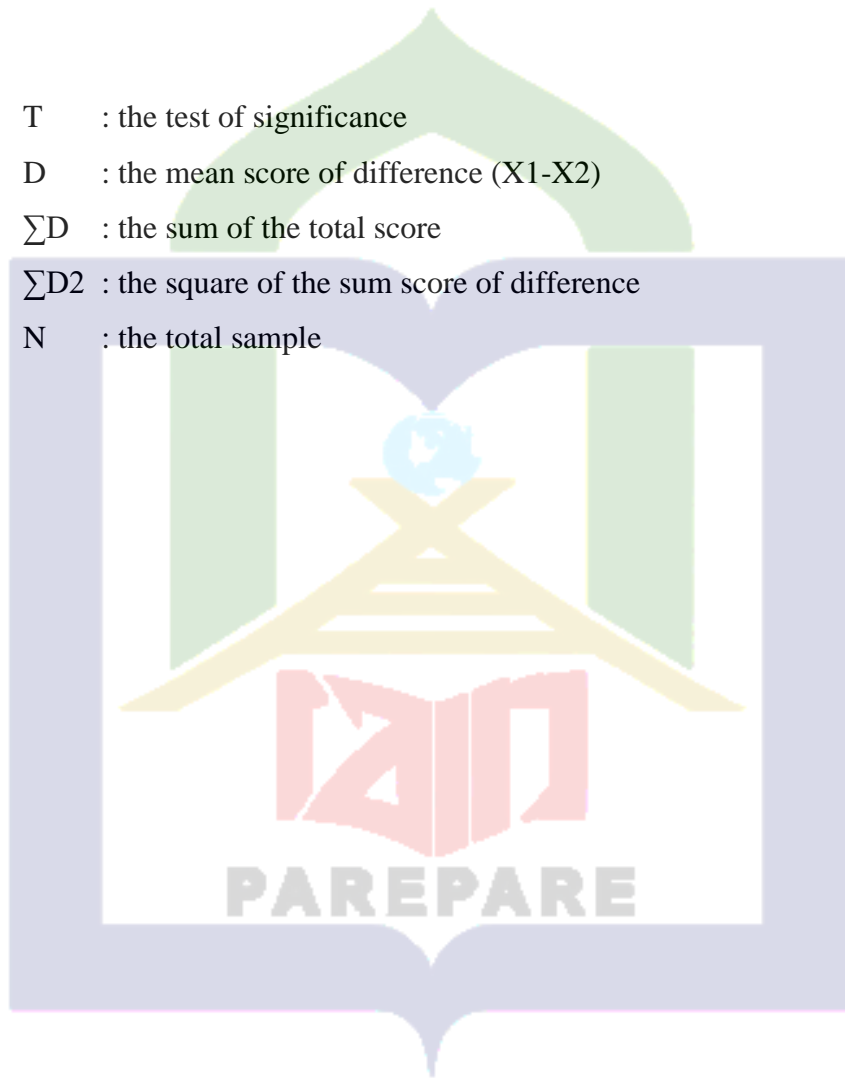 T : the test of significance
D : the mean score of difference (X1-X2)
∑D : the sum of the total score
∑D2 : the square of the sum score of difference
N : the total sample
iain
PAREPARE